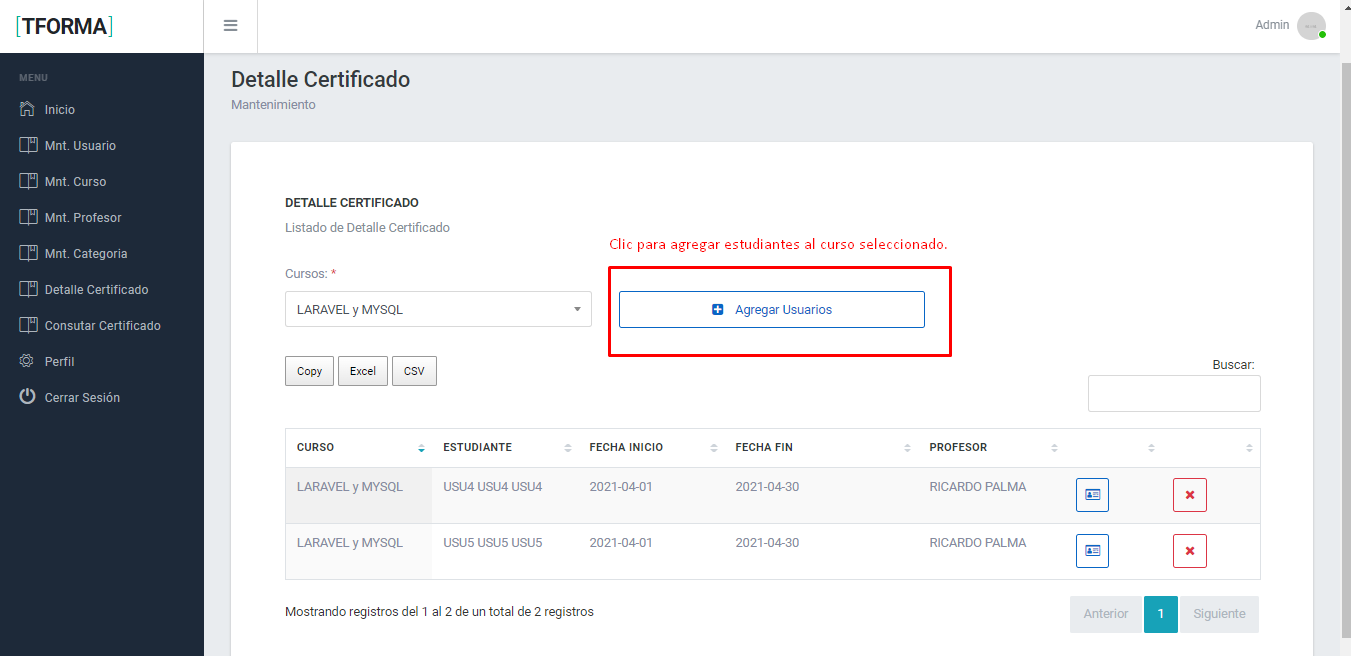 [TFORMA]
Admin
MENU
Inicio
Mnt. Usuario
Mnt. Curso
Mnt. Profesor
Mnt. Categoria
Detalle Certificado
Consutar Certificado
Perfil
Cerrar Sesión
Detalle Certificado
Mantenimiento
DETALLE CERTIFICADO
Listado de Detalle Certificado
Clic para agregar estudiantes al curso seleccionado.
Cursos: *
LARAVEL y MYSQL
Agregar Usuarios
Copy Excel CSV
Buscar:
CURSO ESTUDIANTE FECHA INICIO FECHA FIN PROFESOR
LARAVEL y MYSQL USU4 USU4 USU4 2021-04-01 2021-04-30 RICARDO PALMA
LARAVEL y MYSQL USU5 USU5 USU5 2021-04-01 2021-04-30 RICARDO PALMA
Mostrando registros del 1 al 2 de un total de 2 registros
Anterior 1 Siguiente